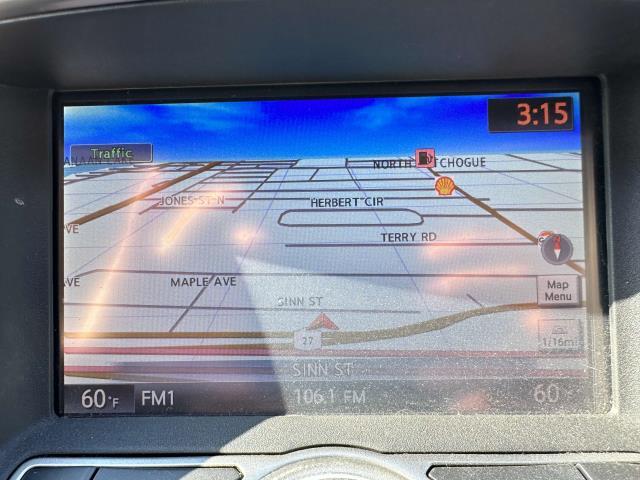 3:15
Traffic
NORTH
TCHOGUE
JONES ST N
HERBERT CIR
VE
TERRY RD
VE
MAPLE AVE
Map
Menu
SINN ST
27
1/16mi
SINN ST
60°F
FM1
106.1 FM
60